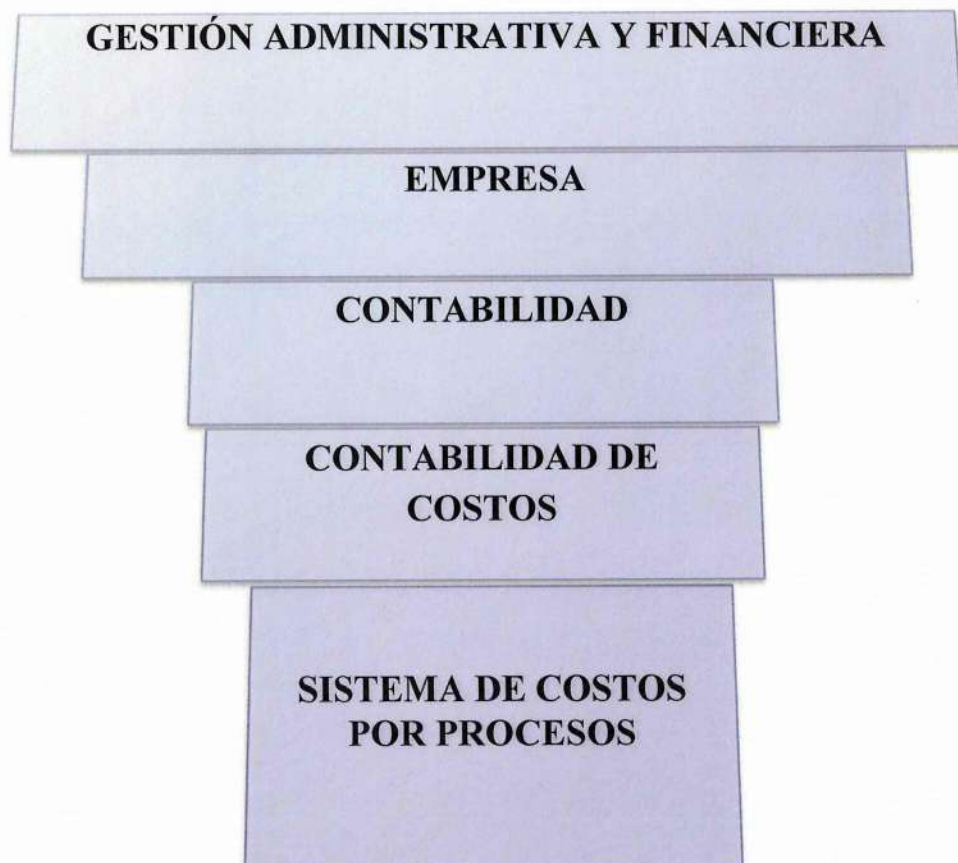 GESTIÓN ADMINISTRATIVA Y FINANCIERA
EMPRESA
CONTABILIDAD
CONTABILIDAD DE
COSTOS
SISTEMA DE COSTOS
POR PROCESOS